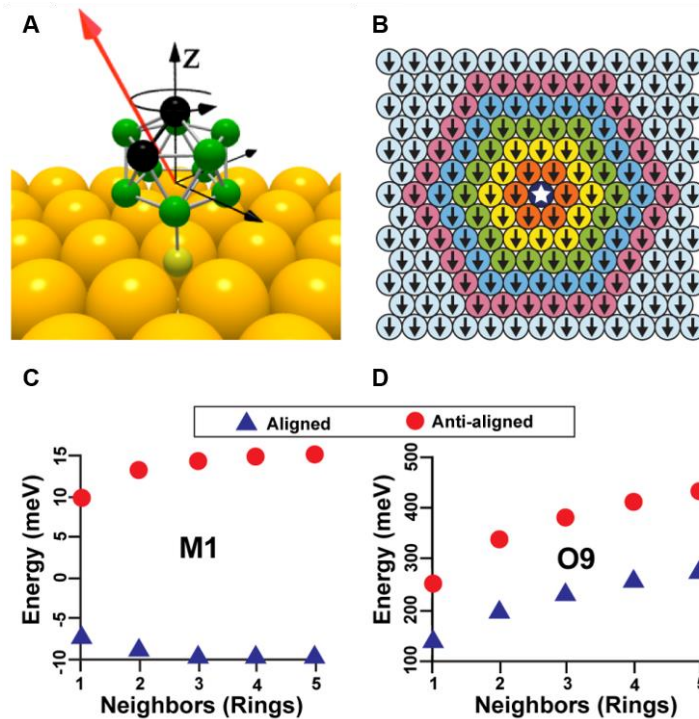 A
B
Z
C
D
Aligned
Anti-aligned
Energy (meV)
15
10
5
0
-5
-10
M1
1 2 3 4 5
Neighbors (Rings)
Energy (meV)
500
400
300
200
100
O9
1 2 3 4 5
Neighbors (Rings)